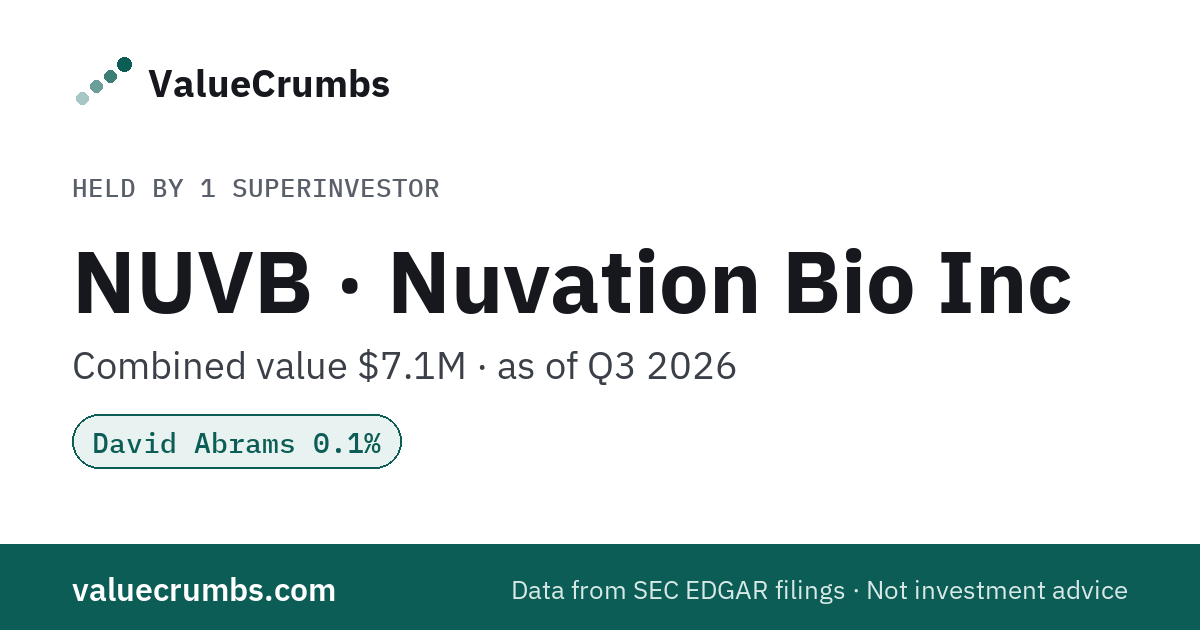 ValueCrumbs
HELD BY 1 SUPERINVESTOR
NUVB · Nuvation Bio Inc
Combined value $7.1M · as of Q3 2026
David Abrams 0.1%
valuecrumbs.com
Data from SEC EDGAR filings · Not investment advice